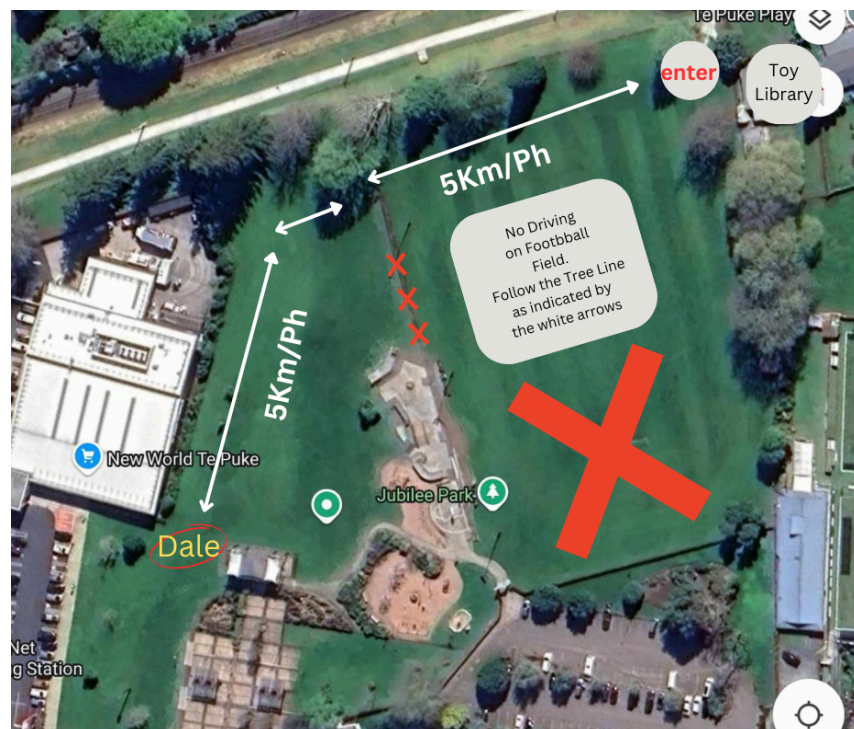 Te Puke Play
enter
Toy
Library
5Km/Ph
No Driving
on Footbball
Field.
Follow the Tree Line
as indicated by
the white arrows
5Km/Ph
New World Te Puke
Jubilee Park
Dale
Net
g Station